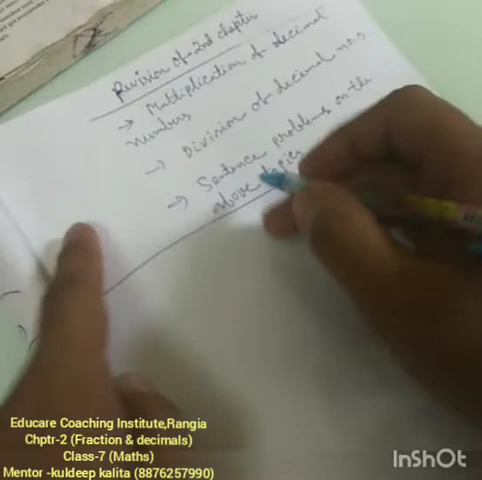 Revision of 2nd chapter
→ Multiplication of decimal
numbers
→ Division of decimal no.s
→ Sentence problems on the
above topics
Educare Coaching Institute,Rangia
Chptr-2 (Fraction & decimals)
Class-7 (Maths)
Mentor -kuldeep kalita (8876257990)
InShOt